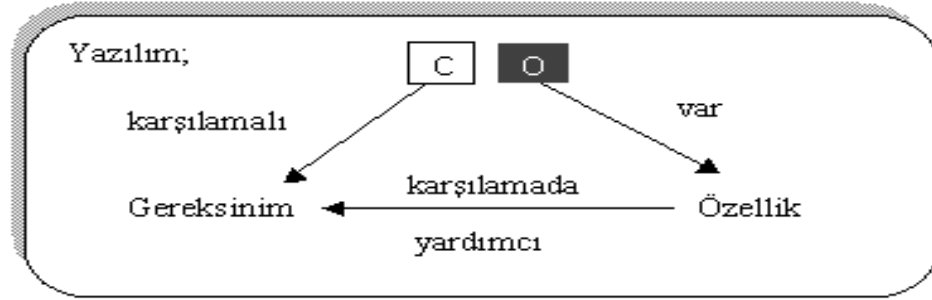 Yazılım;
C O
karşılamalı
var
karşılamada
Gereksinim
Özellik
yardımcı